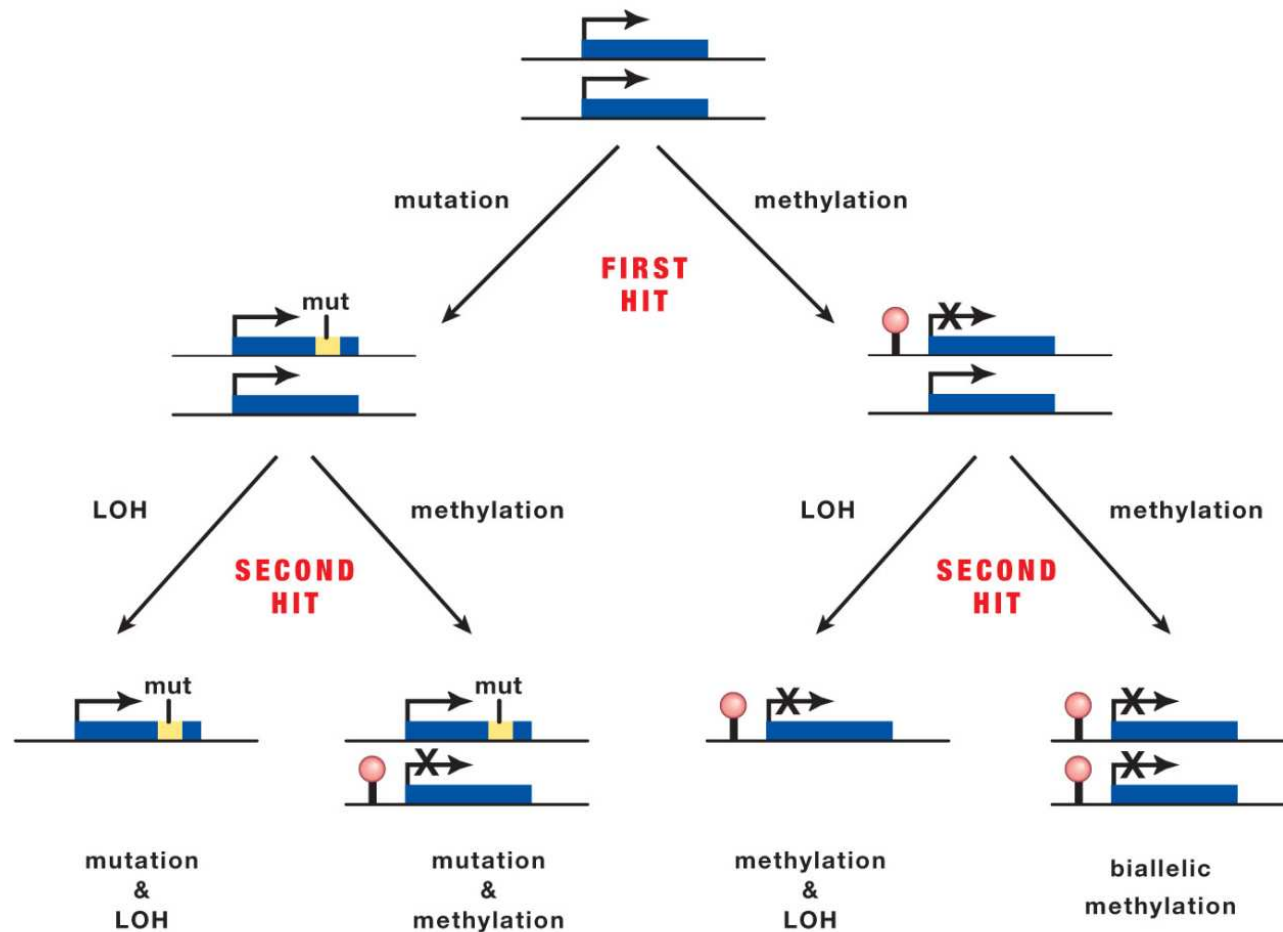 mutation
methylation
FIRST
HIT
mut
X
LOH
methylation
LOH
methylation
SECOND
HIT
SECOND
HIT
mut
mut
X
X
X
X
mutation
&
LOH
mutation
&
methylation
methylation
&
LOH
biallelic
methylation